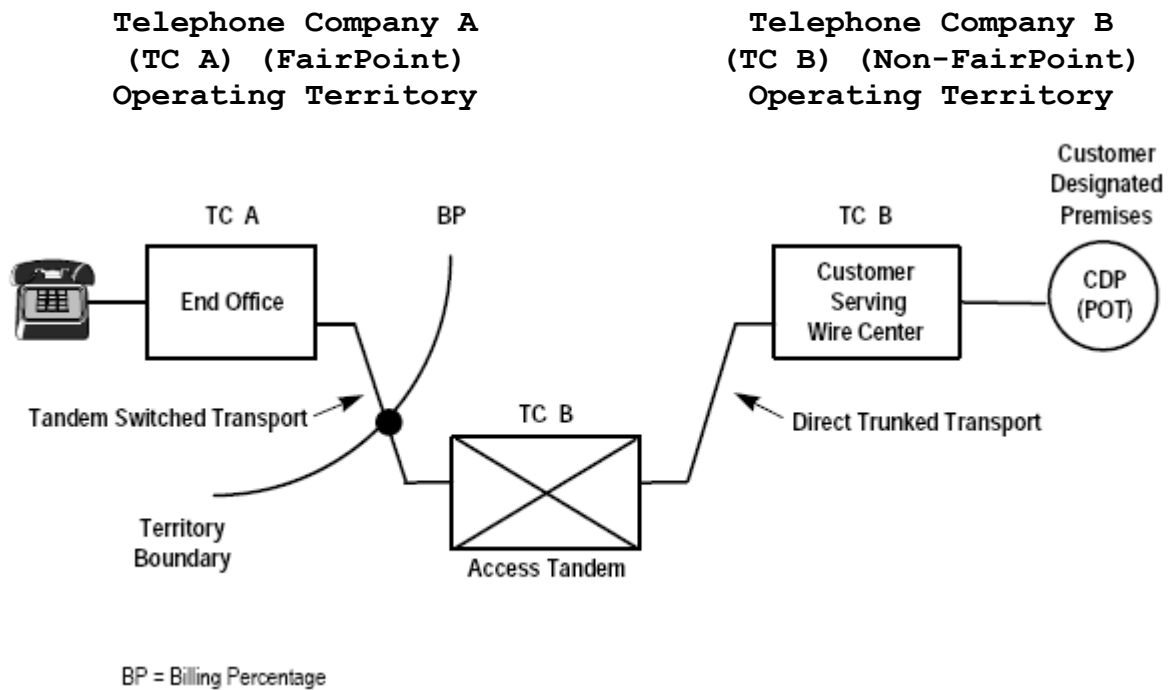 Telephone Company A
(TC A) (FairPoint)
Operating Territory
Telephone Company B
(TC B) (Non-FairPoint)
Operating Territory
Customer
Designated
Premises
TC A
BP
TC B
End Office
Customer
Serving
Wire Center
CDP
(POT)
Tandem Switched Transport
TC B
Direct Trunked Transport
Territory
Boundary
Access Tandem
BP = Billing Percentage